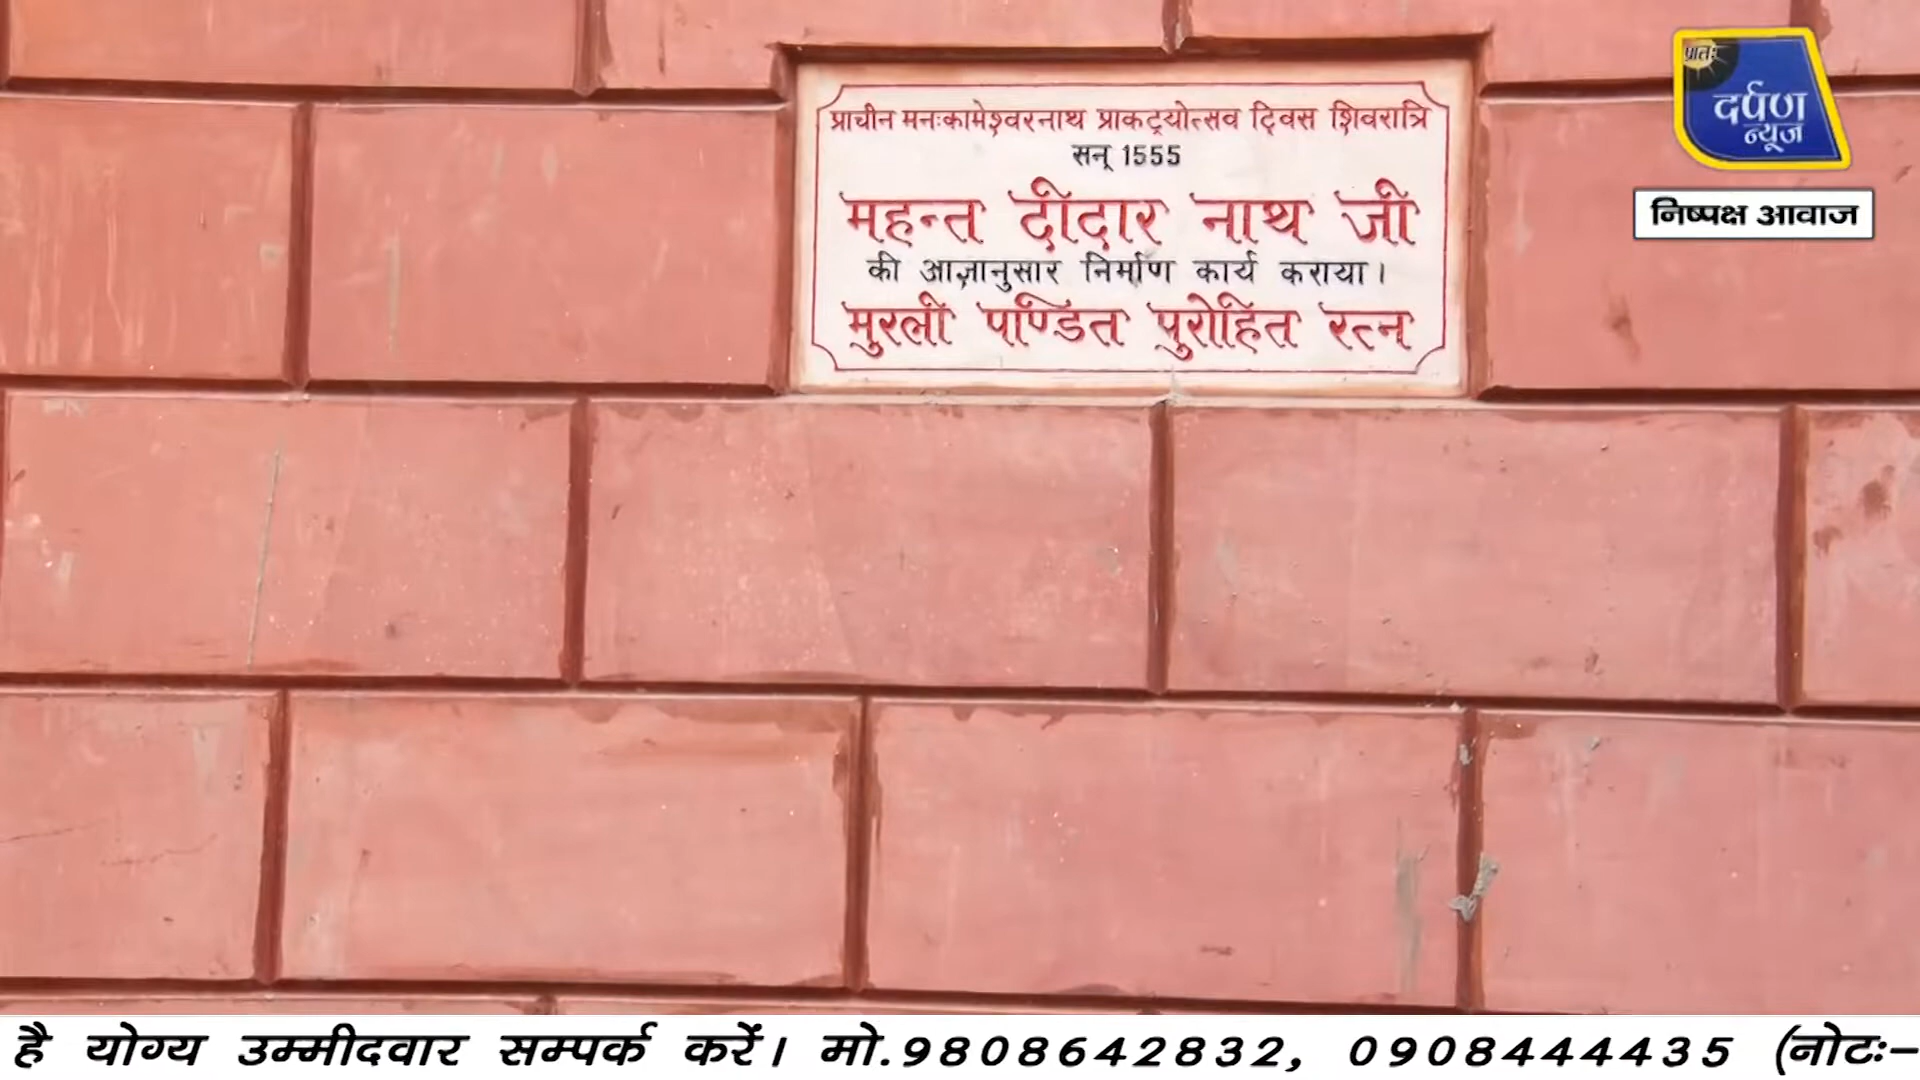 प्राचीन मनःकामेश्वरनाथ प्राकट्योत्सव दिवस शिवरात्रि
सन् 1555
महन्त दीदार नाथ जी
की आज्ञानुसार निर्माण कार्य कराया।
मुरली पण्डित पुरोहित रत्न
प्रातः
दर्पण
न्यूज
निष्पक्ष आवाज
है योग्य उम्मीदवार सम्पर्क करें। मो.9808642832, 0908444435 (नोटः-